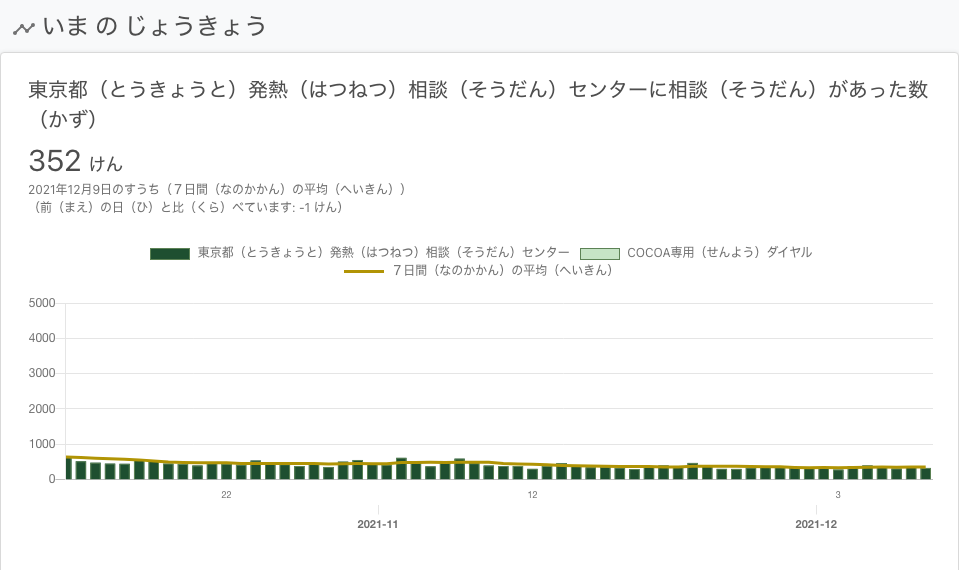 いま の じょうきょう
東京都（とうきょうと）発熱（はつねつ）相談（そうだん）センターに相談（そうだん）があった数
（かず）
352 けん
2021年12月9日のすうち（７日間（なのかかん）の平均（へいきん））
（前（まえ）の日（ひ）と比（くら）べています: -1 けん）
東京都（とうきょうと）発熱（はつねつ）相談（そうだん）センター COCOA専用（せんよう）ダイヤル
７日間（なのかかん）の平均（へいきん）
5000
4000
3000
2000
1000
0
22 12 3
2021-11 2021-12